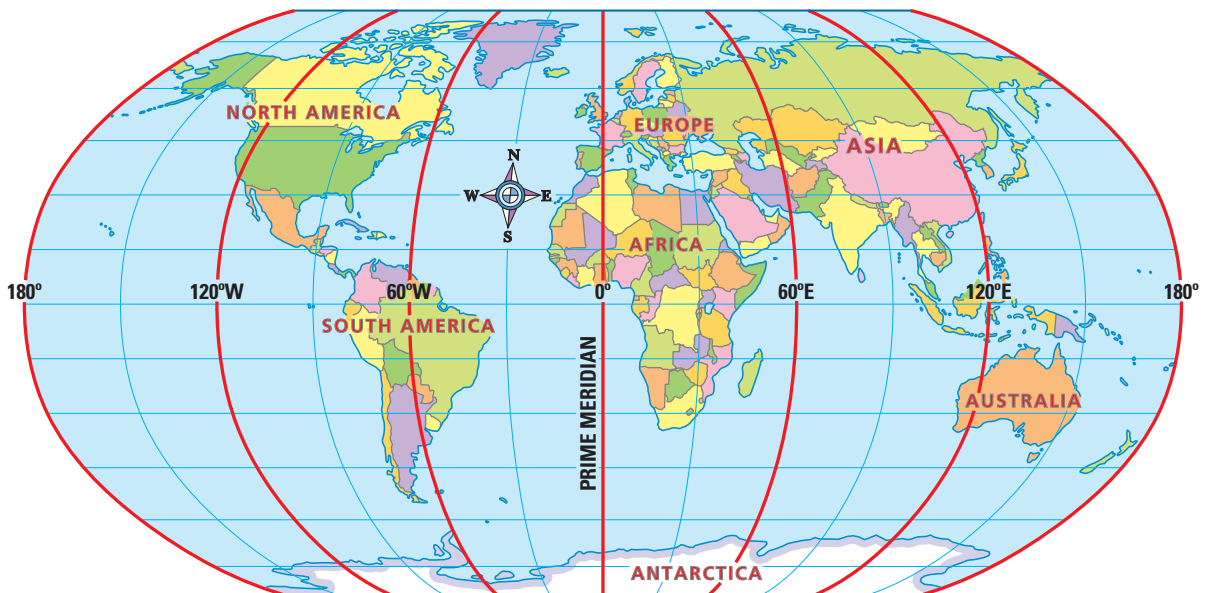 NORTH AMERICA
EUROPE
ASIA
N
W E
S
AFRICA
180º 120ºW 60ºW 0º 60ºE 120ºE 180º
SOUTH AMERICA
PRIME MERIDIAN
AUSTRALIA
ANTARCTICA